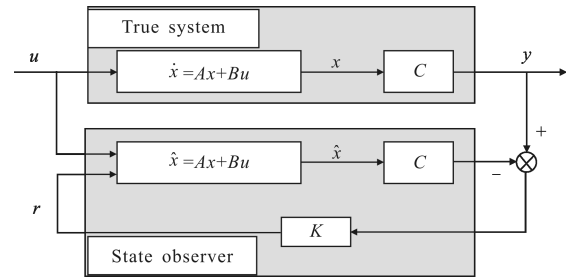 True system
u
ẋ = Ax+Bu
x
C
y
+
x̂ = Ax+Bu
x̂
C
−
r
K
State observer